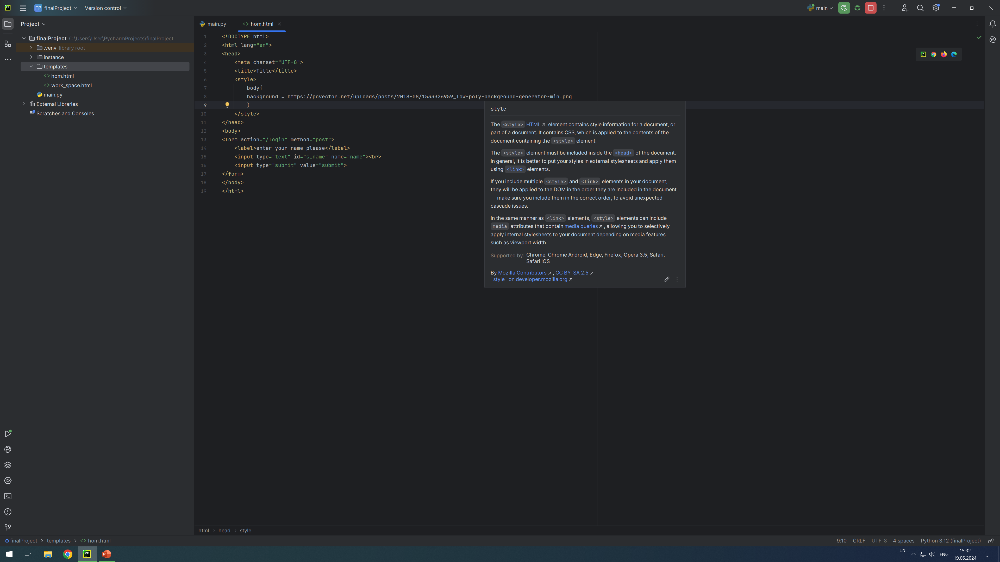 FP finalProject Version control main
Project
main.py hom.html
finalProject C:\Users\User\PycharmProjects\finalProject
.venv library root
instance
templates
hom.html
work_space.html
main.py
External Libraries
Scratches and Consoles
1 <!DOCTYPE html>
2 <html lang="en">
3 <head>
4 <meta charset="UTF-8">
5 <title>Title</title>
6 <style>
7 body{
8 background = https://pcvector.net/uploads/posts/2018-08/1533326959_low-poly-background-generator-min.png
9 }
10 </style>
11 </head>
12 <body>
13 <form action="/login" method="post">
14 <label>enter your name please</label>
15 <input type="text" id="s_name" name="name"><br>
16 <input type="submit" value="submit">
17 </form>
18 </body>
19 </html>
style
The <style> HTML ↗ element contains style information for a document, or
part of a document. It contains CSS, which is applied to the contents of the
document containing the <style> element.
The <style> element must be included inside the <head> of the document.
In general, it is better to put your styles in external stylesheets and apply them
using <link> elements.
If you include multiple <style> and <link> elements in your document,
they will be applied to the DOM in the order they are included in the document
— make sure you include them in the correct order, to avoid unexpected
cascade issues.
In the same manner as <link> elements, <style> elements can include
media attributes that contain media queries ↗ , allowing you to selectively
apply internal stylesheets to your document depending on media features
such as viewport width.
Supported by: Chrome, Chrome Android, Edge, Firefox, Opera 3.5, Safari,
Safari iOS
By Mozilla Contributors ↗ , CC BY-SA 2.5 ↗
`style` on developer.mozilla.org ↗
html › head › style
finalProject › templates › hom.html
9:10 CRLF UTF-8 4 spaces Python 3.12 (finalProject)
EN
ENG
15:32
19.05.2024